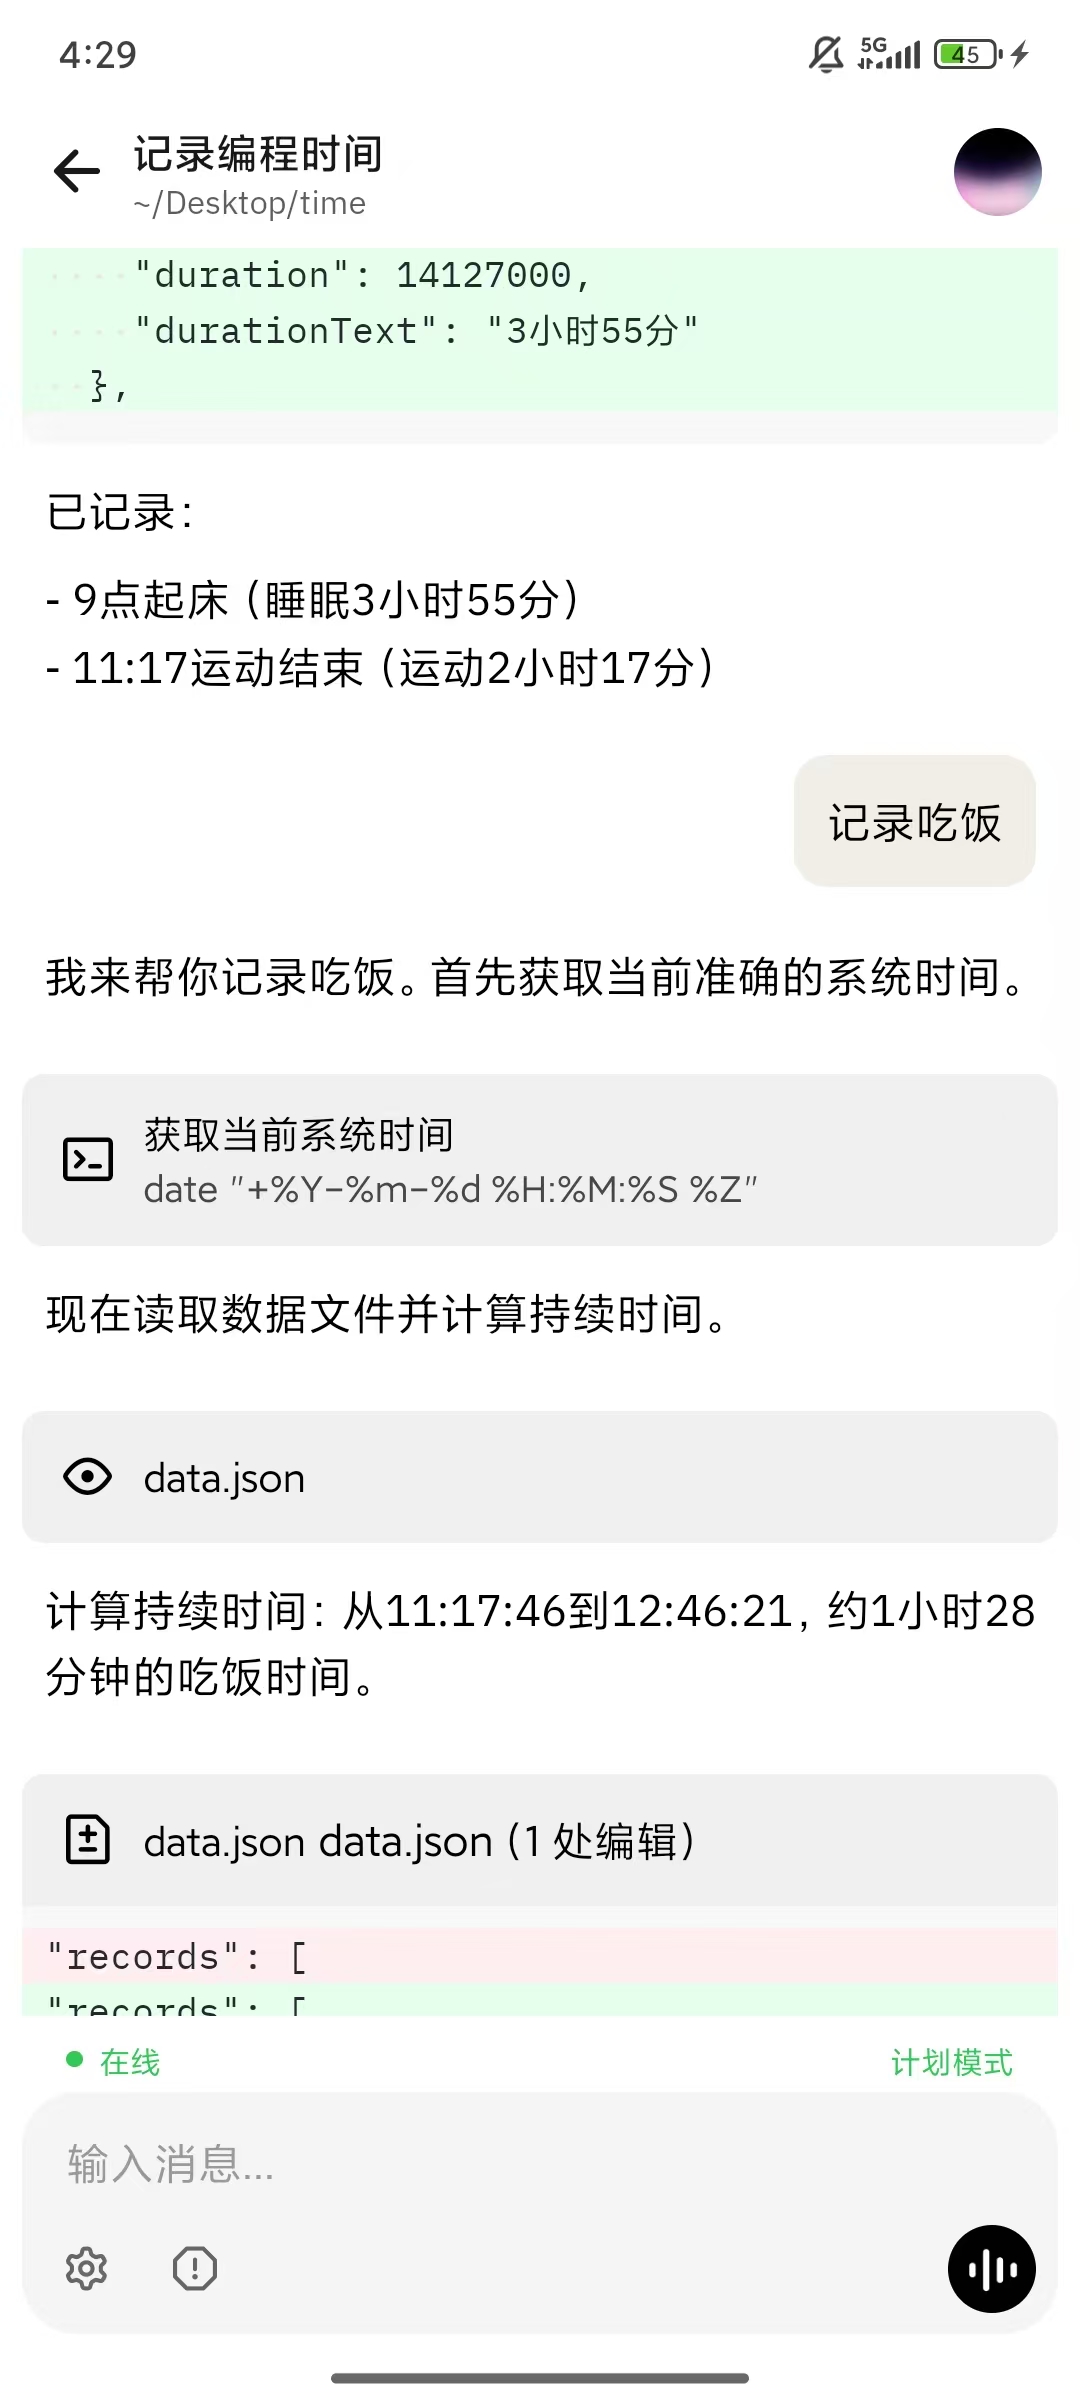 4:29
5G
45
记录编程时间
~/Desktop/time
"duration": 14127000,
"durationText": "3小时55分"
},
已记录：
- 9点起床（睡眠3小时55分）
- 11:17运动结束（运动2小时17分）
记录吃饭
我来帮你记录吃饭。首先获取当前准确的系统时间。
获取当前系统时间
date "+%Y-%m-%d %H:%M:%S %Z"
现在读取数据文件并计算持续时间。
data.json
计算持续时间：从11:17:46到12:46:21，约1小时28
分钟的吃饭时间。
data.json data.json（1 处编辑）
"records": [
"records": [
在线
计划模式
输入消息...